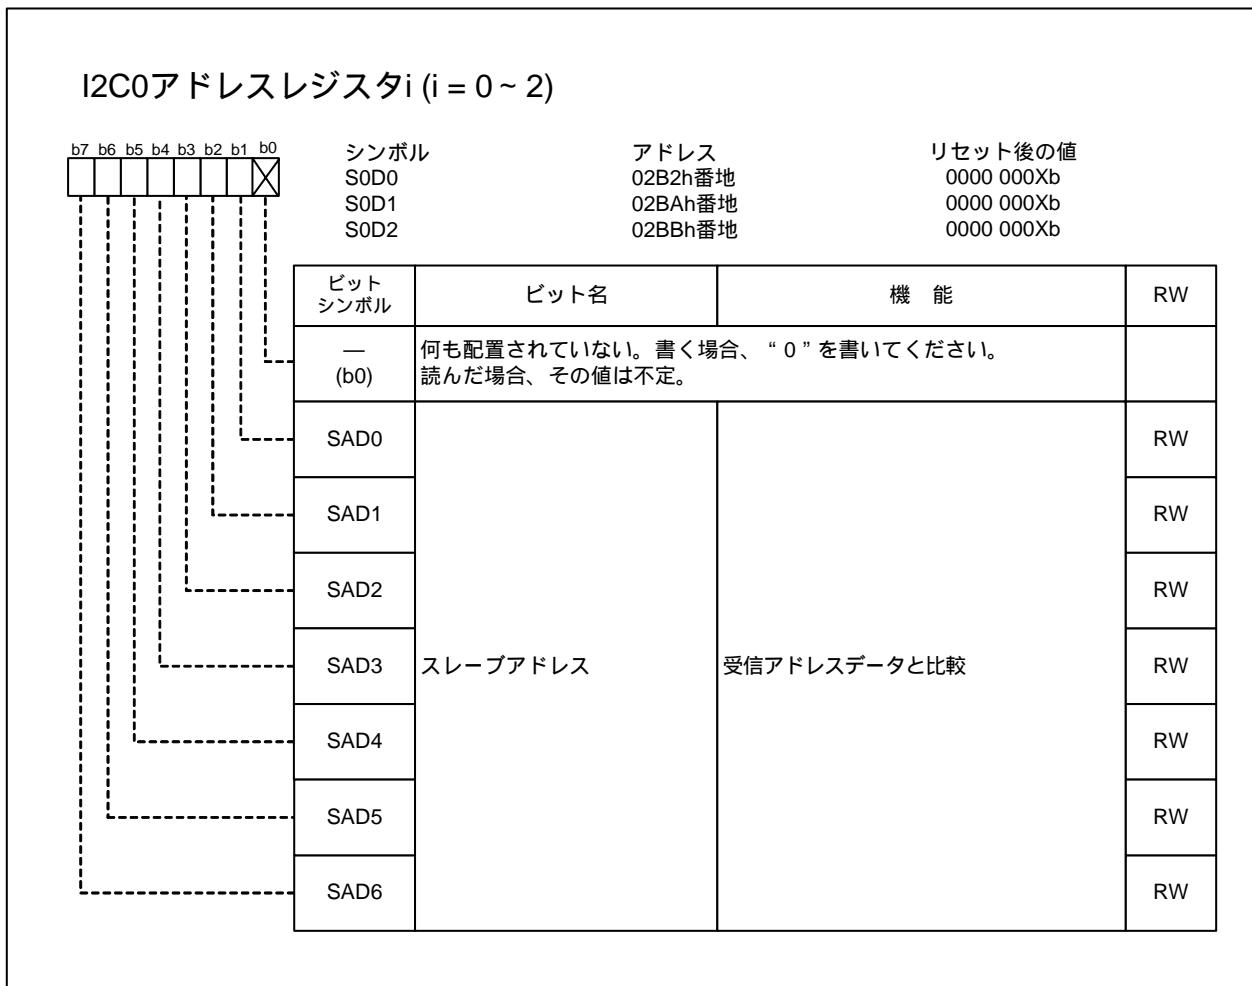 I2C0アドレスレジスタi (i = 0 ~ 2)
b7 b6 b5 b4 b3 b2 b1 b0
シンボル アドレス リセット後の値
S0D0 02B2h番地 0000 000Xb
S0D1 02BAh番地 0000 000Xb
S0D2 02BBh番地 0000 000Xb
ビット
シンボル ビット名 機 能 RW
—
(b0)
何も配置されていない。書く場合、“ 0 ” を書いてください。
読んだ場合、その値は不定。
SAD0 RW
SAD1 RW
SAD2 RW
SAD3 スレーブアドレス 受信アドレスデータと比較 RW
SAD4 RW
SAD5 RW
SAD6 RW